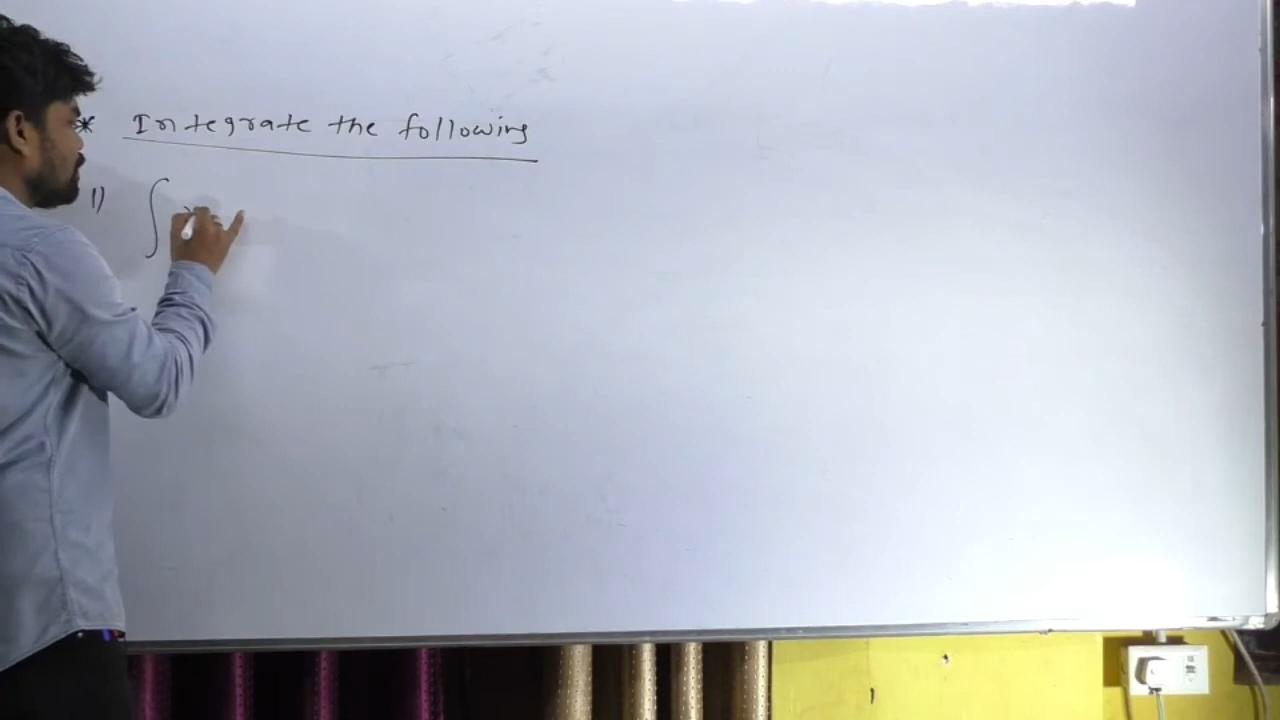 * Integrate the following
1) ∫